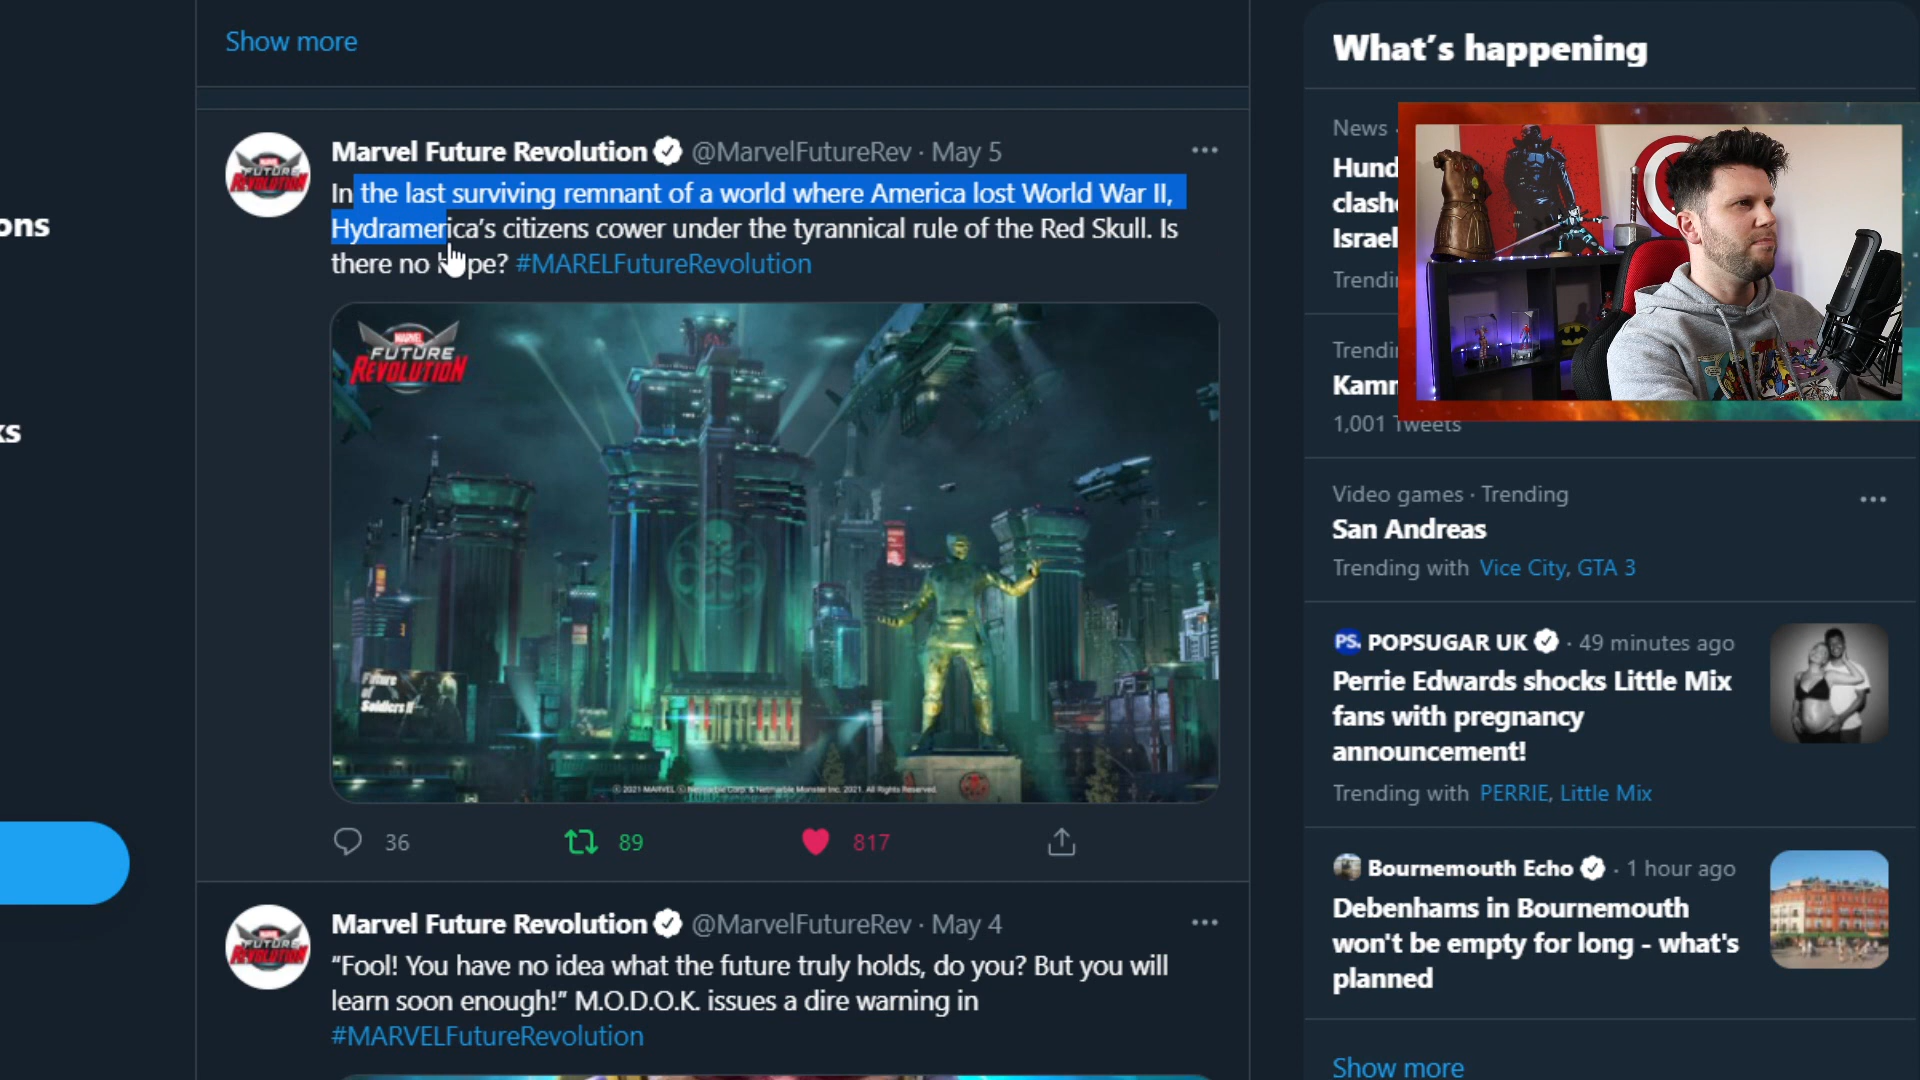 Show more
Marvel Future Revolution @MarvelFutureRev · May 5
In the last surviving remnant of a world where America lost World War II,
Hydramerica’s citizens cower under the tyrannical rule of the Red Skull. Is
there no pe? #MARELFutureRevolution
MARVEL
FUTURE
REVOLUTION
Future
of
Soldiers II
© 2021 MARVEL © Netmarble Corp. & Netmarble Monster Inc. 2021. All Rights Reserved.
36 89 817
Marvel Future Revolution @MarvelFutureRev · May 4
“Fool! You have no idea what the future truly holds, do you? But you will
learn soon enough!” M.O.D.O.K. issues a dire warning in
#MARVELFutureRevolution
ons
ks
What’s happening
News ·
Hund
clashe
Israel
Trendi
Trendi
Kamm
1,001 Tweets
Video games · Trending
San Andreas
Trending with Vice City, GTA 3
PS. POPSUGAR UK · 49 minutes ago
Perrie Edwards shocks Little Mix
fans with pregnancy
announcement!
Trending with PERRIE, Little Mix
Bournemouth Echo · 1 hour ago
Debenhams in Bournemouth
won't be empty for long - what's
planned
Show more